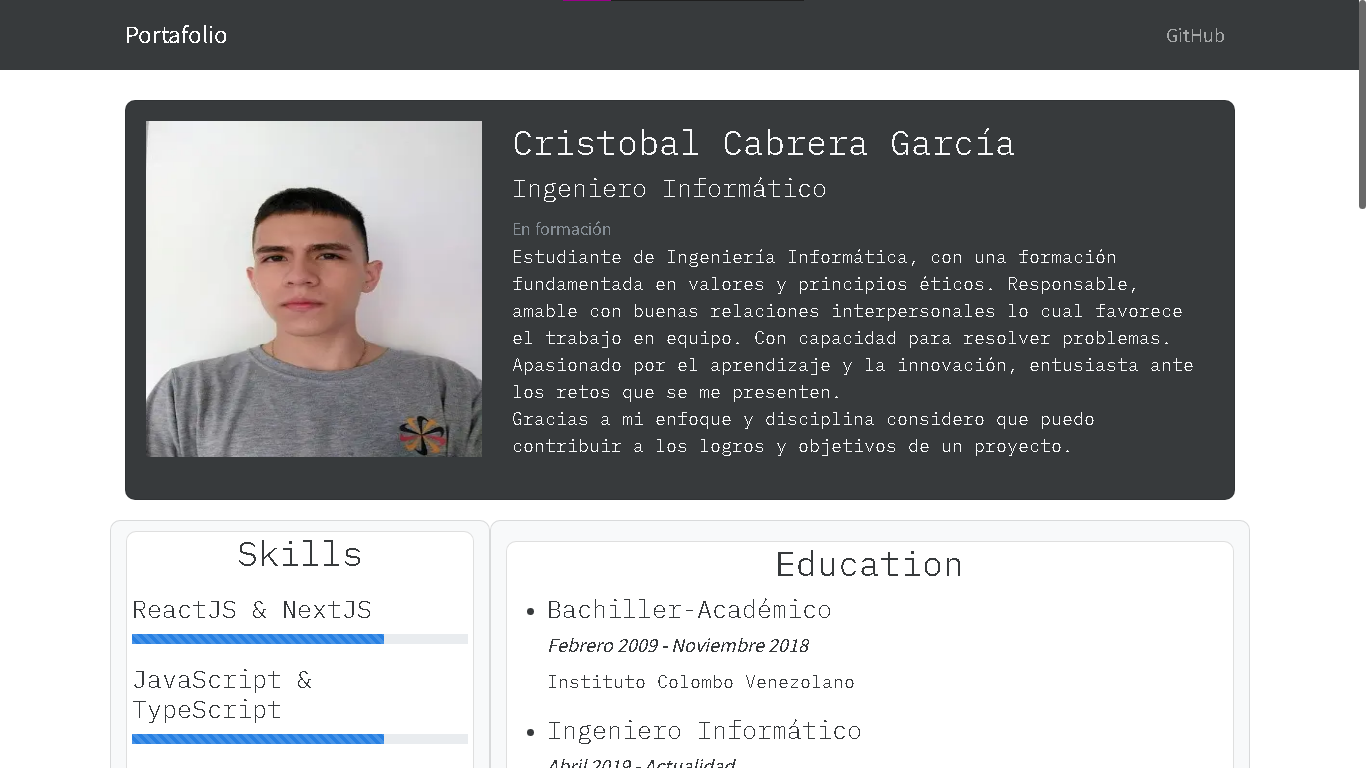 Portafolio
GitHub
Cristobal Cabrera García
Ingeniero Informático
En formación
Estudiante de Ingeniería Informática, con una formación
fundamentada en valores y principios éticos. Responsable,
amable con buenas relaciones interpersonales lo cual favorece
el trabajo en equipo. Con capacidad para resolver problemas.
Apasionado por el aprendizaje y la innovación, entusiasta ante
los retos que se me presenten.
Gracias a mi enfoque y disciplina considero que puedo
contribuir a los logros y objetivos de un proyecto.
Skills
ReactJS & NextJS
JavaScript &
TypeScript
Education
Bachiller-Académico
Febrero 2009 - Noviembre 2018
Instituto Colombo Venezolano
Ingeniero Informático
Abril 2019 - Actualidad